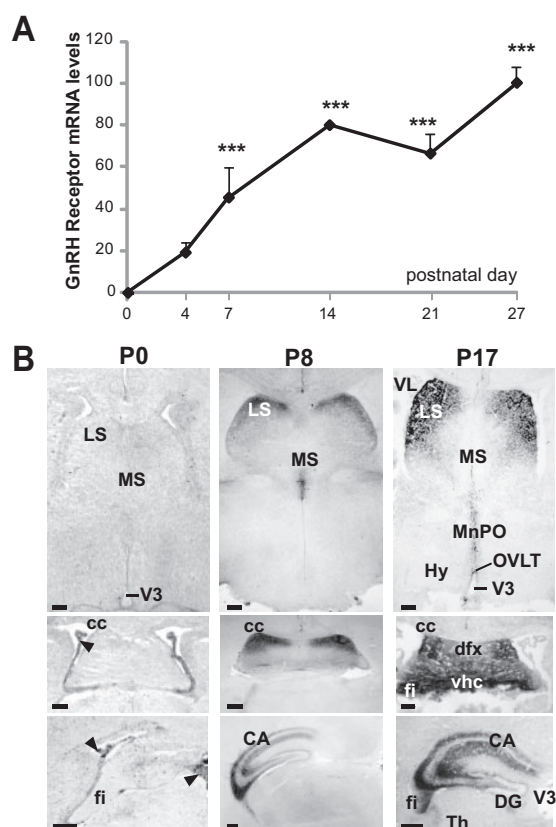 A
GnRH Receptor mRNA levels
120
100
80
60
40
20
0
*** *** *** ***
postnatal day
0 4 7 14 21 27
B
P0 P8 P17
LS
MS
V3
LS
MS
VL
LS
MS
MnPO
OVLT
Hy
V3
cc
cc
cc
dfx
vhc
fi
fi
CA
CA
fi
DG
V3
Th